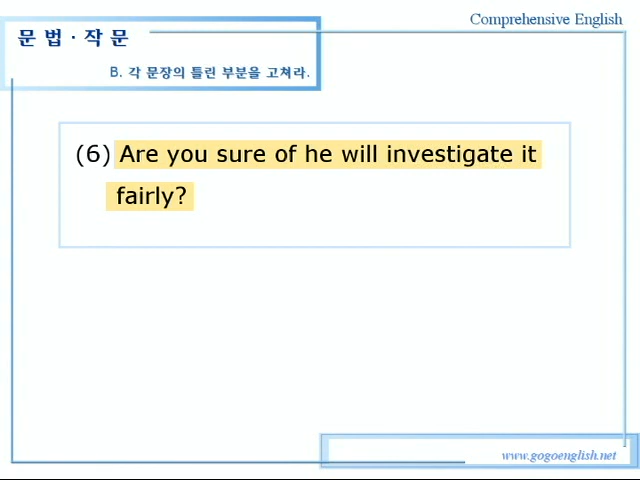 Comprehensive English
문 법 · 작 문
B. 각 문장의 틀린 부분을 고쳐라.
(6) Are you sure of he will investigate it
fairly?
www.gogoenglish.net